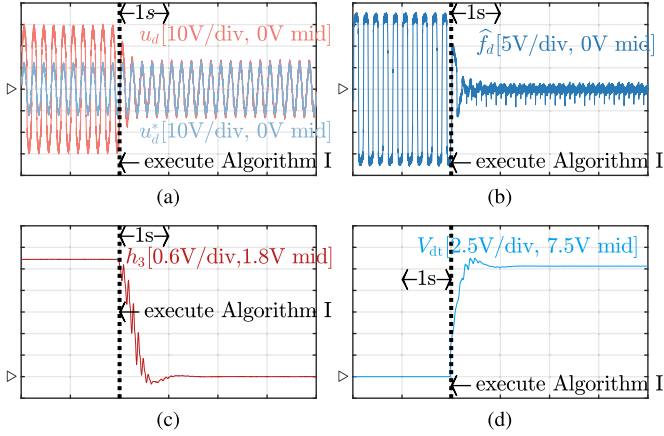 1s
u_d[10V/div, 0V mid]
u_d^*[10V/div, 0V mid]
execute Algorithm I
(a)
1s
\widehat{f}_d[5V/div, 0V mid]
execute Algorithm I
(b)
1s
h_3[0.6V/div,1.8V mid]
execute Algorithm I
(c)
V_dt[2.5V/div, 7.5V mid]
1s
execute Algorithm I
(d)